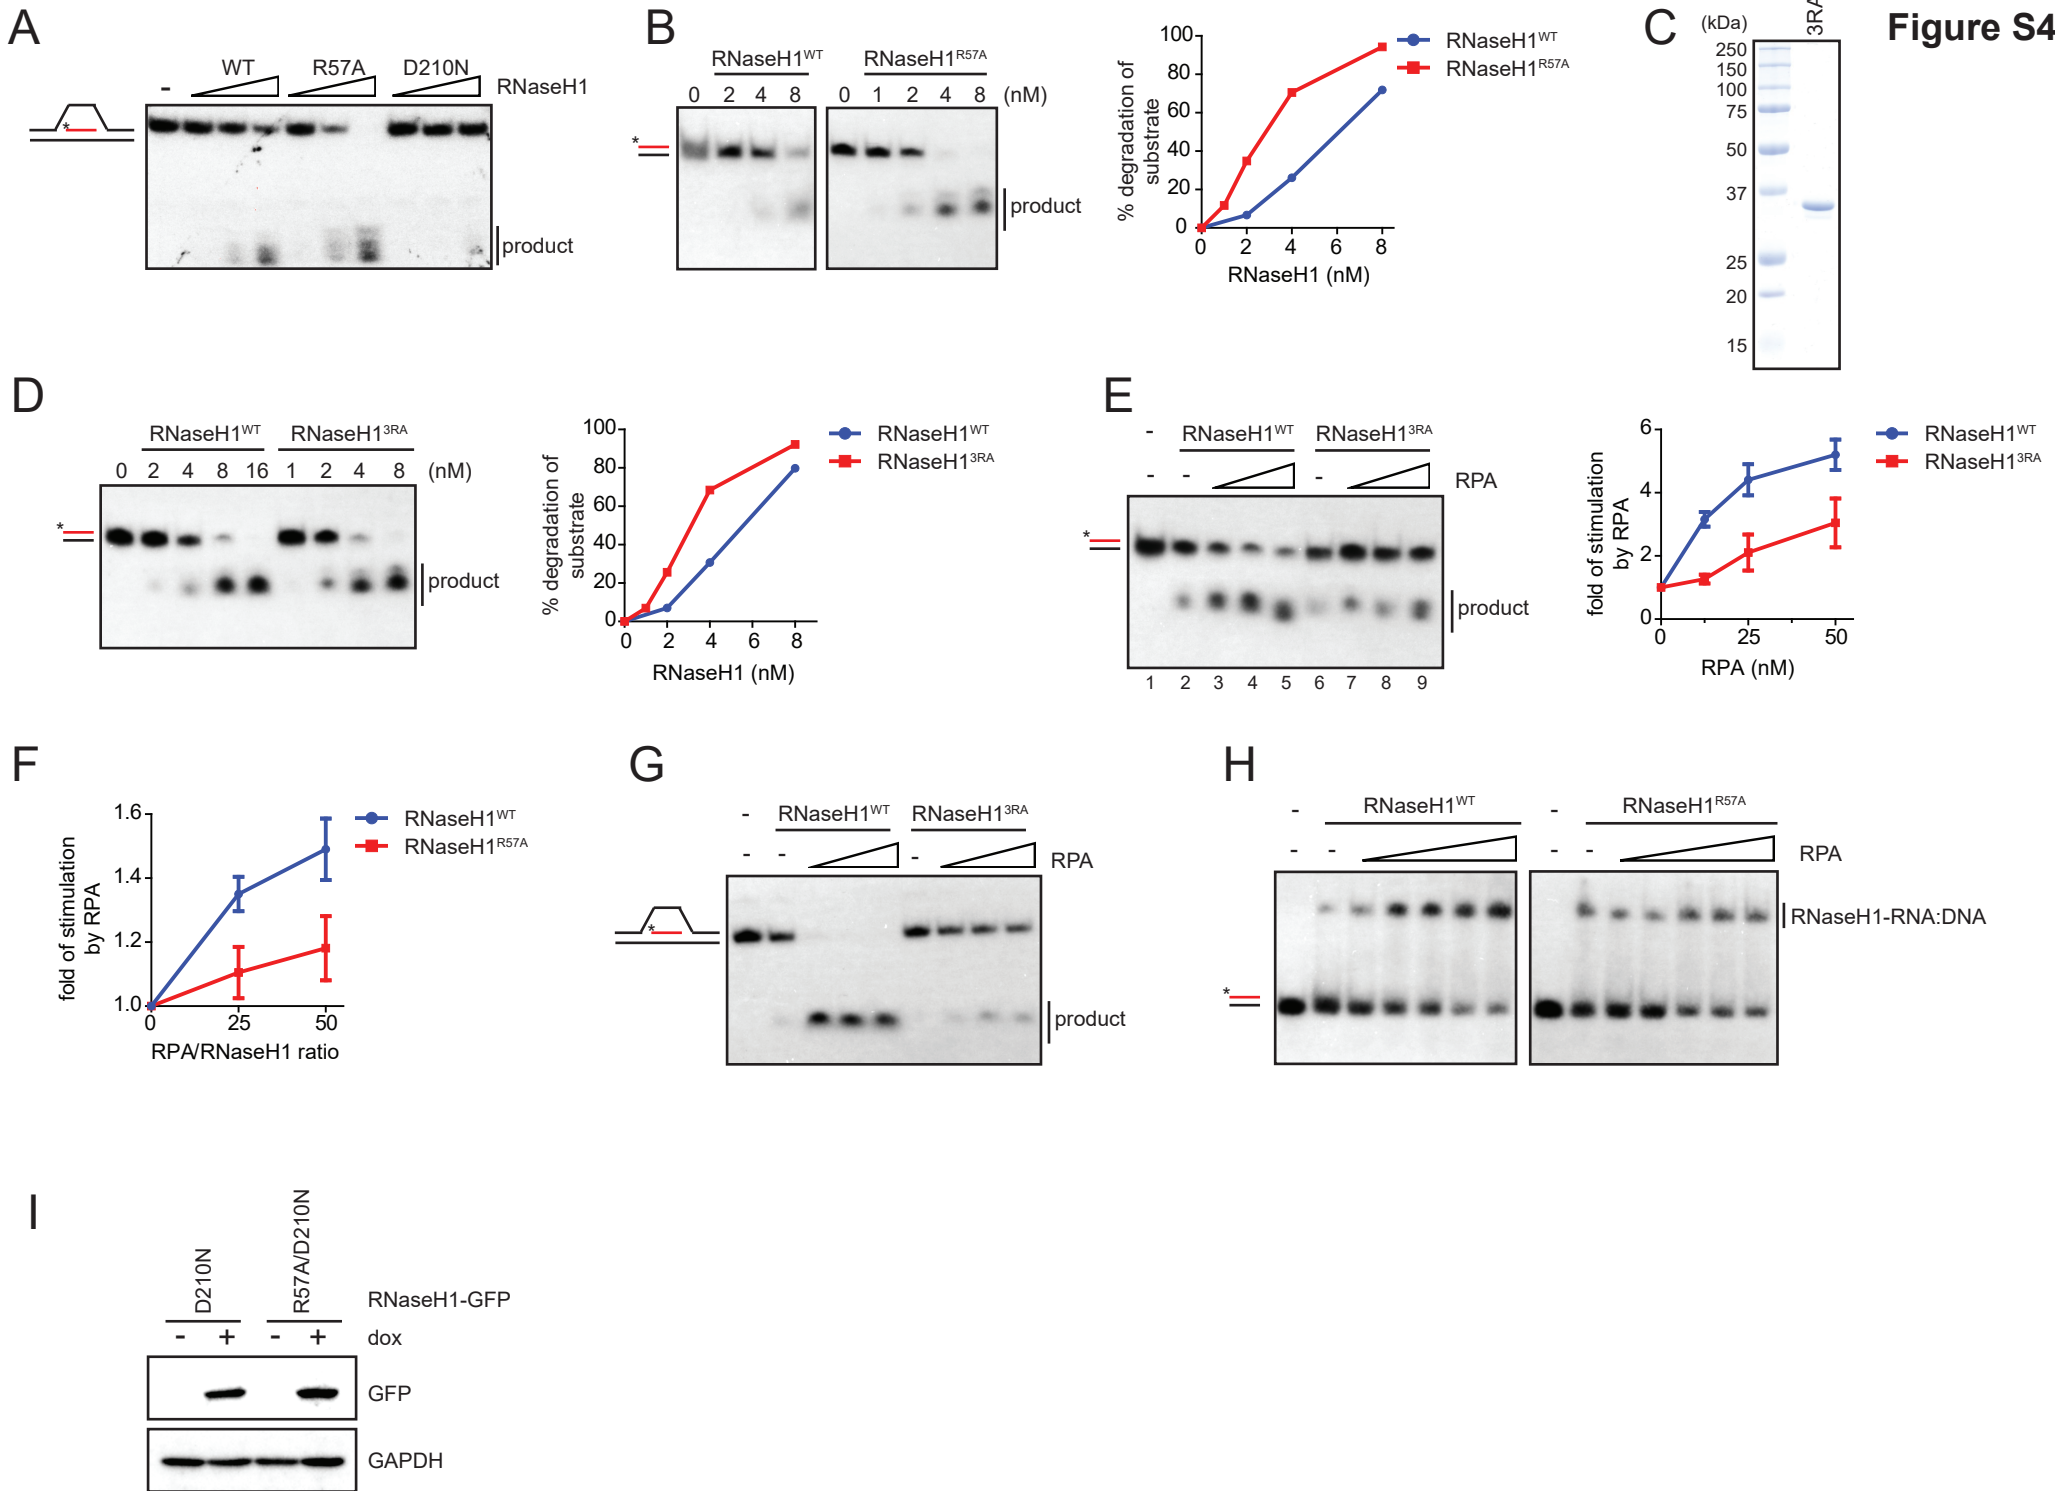 Figure S4
A
WT R57A D210N
- RNaseH1
*
product
B
RNaseH1WT RNaseH1R57A
0 2 4 8 0 1 2 4 8 (nM)
*
product
% degradation of
substrate
100
80
60
40
20
0
0 2 4 6 8
RNaseH1 (nM)
RNaseH1WT
RNaseH1R57A
C
(kDa) 3RA
250
150
100
75
50
37
25
20
15
D
RNaseH1WT RNaseH13RA
0 2 4 8 16 1 2 4 8 (nM)
*
product
% degradation of
substrate
100
80
60
40
20
0
0 2 4 6 8
RNaseH1 (nM)
RNaseH1WT
RNaseH13RA
E
- RNaseH1WT RNaseH13RA
- - - RPA
*
product
1 2 3 4 5 6 7 8 9
fold of stimulation
by RPA
6
4
2
0
0 25 50
RPA (nM)
RNaseH1WT
RNaseH13RA
F
fold of stimulation
by RPA
1.6
1.4
1.2
1.0
0 25 50
RPA/RNaseH1 ratio
RNaseH1WT
RNaseH1R57A
G
- RNaseH1WT RNaseH13RA
- - - RPA
*
product
H
- RNaseH1WT - RNaseH1R57A
- - - - RPA
RNaseH1-RNA:DNA
*
I
D210N R57A/D210N
RNaseH1-GFP
- + - + dox
GFP
GAPDH